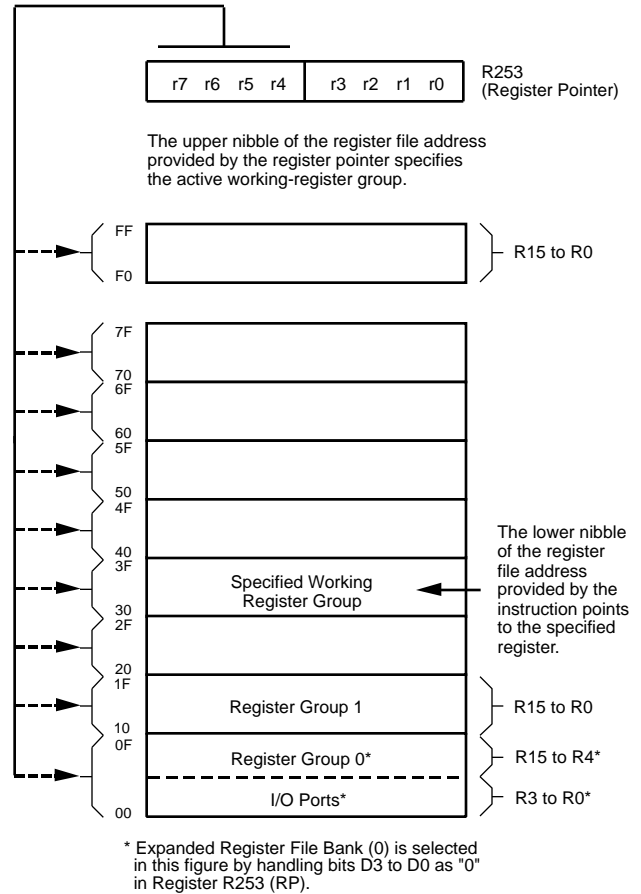 r7 r6 r5 r4 r3 r2 r1 r0
R253
(Register Pointer)
The upper nibble of the register file address
provided by the register pointer specifies
the active working-register group.
FF
F0
R15 to R0
7F
70
6F
60
5F
50
4F
40
3F
Specified Working
Register Group
30
2F
The lower nibble
of the register
file address
provided by the
instruction points
to the specified
register.
20
1F
Register Group 1
R15 to R0
10
0F
Register Group 0*
R15 to R4*
I/O Ports*
R3 to R0*
00
* Expanded Register File Bank (0) is selected
in this figure by handling bits D3 to D0 as "0"
in Register R253 (RP).